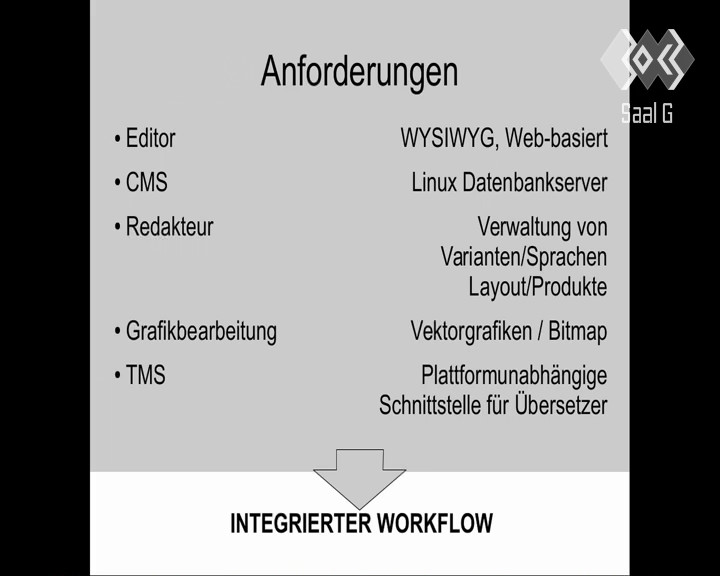 Anforderungen
Saal G
• Editor WYSIWYG, Web-basiert
• CMS Linux Datenbankserver
• Redakteur Verwaltung von
Varianten/Sprachen
Layout/Produkte
• Grafikbearbeitung Vektorgrafiken / Bitmap
• TMS Plattformunabhängige
Schnittstelle für Übersetzer
INTEGRIERTER WORKFLOW